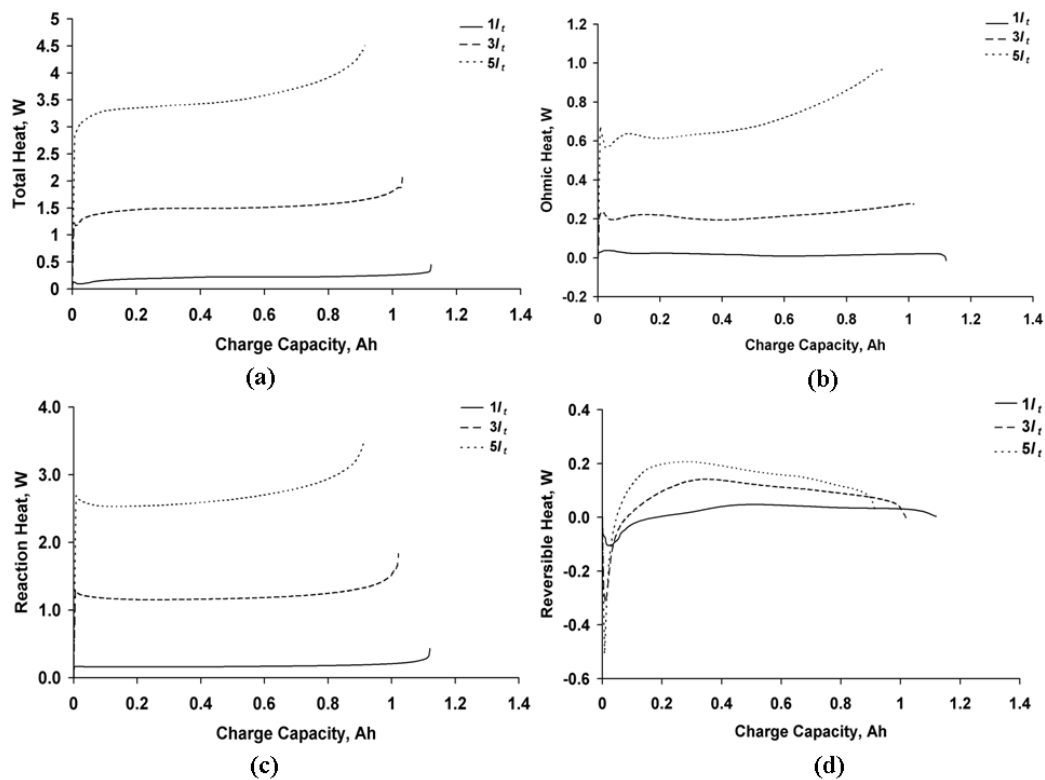 5
4.5
4
3.5
3
2.5
2
1.5
1
0.5
0
Total Heat, W
0 0.2 0.4 0.6 0.8 1 1.2 1.4
Charge Capacity, Ah
1Iₜ
3Iₜ
5Iₜ
(a)
1.2
1.0
0.8
0.6
0.4
0.2
0.0
-0.2
Ohmic Heat, W
0 0.2 0.4 0.6 0.8 1 1.2 1.4
Charge Capacity, Ah
1Iₜ
3Iₜ
5Iₜ
(b)
4.0
3.0
2.0
1.0
0.0
Reaction Heat, W
0 0.2 0.4 0.6 0.8 1 1.2 1.4
Charge Capacity, Ah
1Iₜ
3Iₜ
5Iₜ
(c)
0.4
0.2
0.0
-0.2
-0.4
-0.6
Reversible Heat, W
0 0.2 0.4 0.6 0.8 1 1.2 1.4
Charge Capacity, Ah
1Iₜ
3Iₜ
5Iₜ
(d)